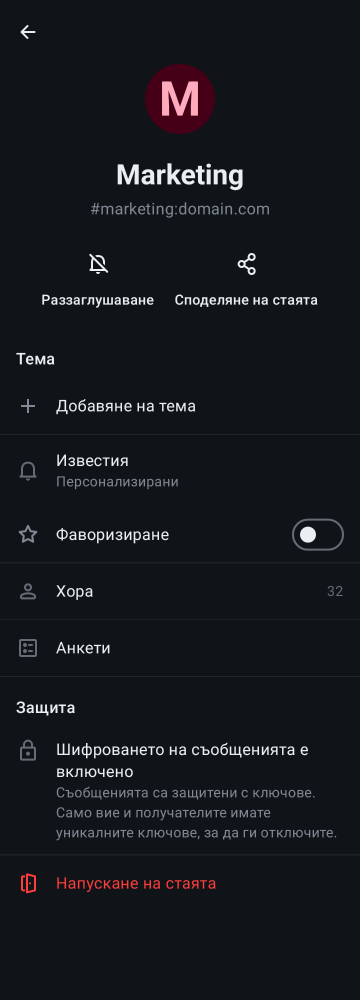 M
Marketing
#marketing:domain.com
Раззаглушаване
Споделяне на стаята
Тема
Добавяне на тема
Известия
Персонализирани
Фаворизиране
Хора
32
Анкети
Защита
Шифроването на съобщенията е
включено
Съобщенията са защитени с ключове.
Само вие и получателите имате
уникалните ключове, за да ги отключите.
Напускане на стаята